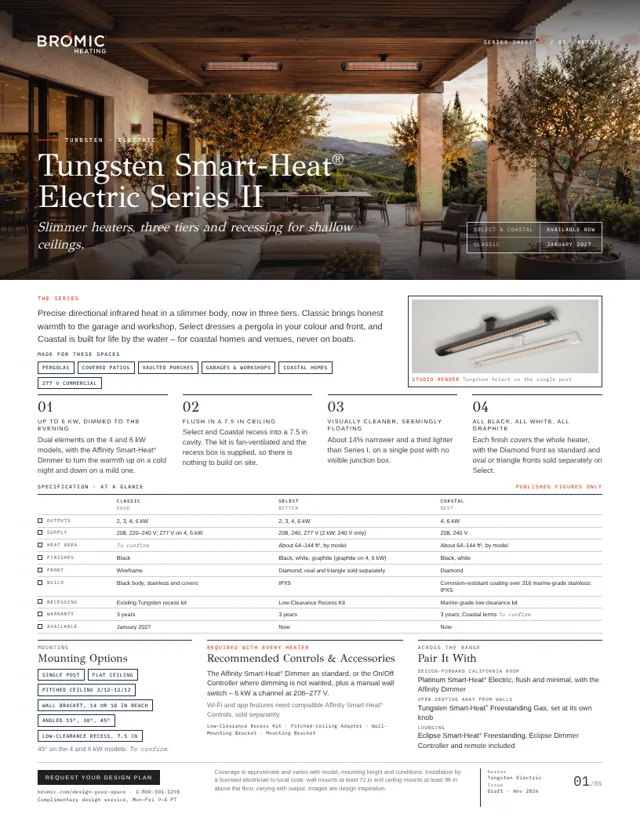 BROMIC
HEATING
SERIES SHEET 01 / 05 · RETAIL
TUNGSTEN · ELECTRIC
Tungsten Smart-Heat®
Electric Series II
Slimmer heaters, three tiers and recessing for shallow
ceilings.
SELECT & COASTAL AVAILABLE NOW
CLASSIC JANUARY 2027
THE SERIES
Precise directional infrared heat in a slimmer body, now in three tiers. Classic brings honest
warmth to the garage and workshop, Select dresses a pergola in your colour and front, and
Coastal is built for life by the water – for coastal homes and venues, never on boats.
MADE FOR THESE SPACES
PERGOLAS COVERED PATIOS VAULTED PORCHES GARAGES & WORKSHOPS COASTAL HOMES
277 V COMMERCIAL
STUDIO RENDER Tungsten Select on the single post
01
UP TO 6 KW, DIMMED TO THE
EVENING
Dual elements on the 4 and 6 kW
models, with the Affinity Smart-Heat®
Dimmer to turn the warmth up on a cold
night and down on a mild one.
02
FLUSH IN A 7.5 IN CEILING
Select and Coastal recess into a 7.5 in
cavity. The kit is fan-ventilated and the
recess box is supplied, so there is
nothing to build on site.
03
VISUALLY CLEANER, SEEMINGLY
FLOATING
About 14% narrower and a third lighter
than Series I, on a single post with no
visible junction box.
04
ALL BLACK, ALL WHITE, ALL
GRAPHITE
Each finish covers the whole heater,
with the Diamond front as standard and
oval or triangle fronts sold separately on
Select.
SPECIFICATION · AT A GLANCE PUBLISHED FIGURES ONLY
CLASSIC SELECT COASTAL
GOOD BETTER BEST
OUTPUTS 2, 3, 4, 6 kW 2, 3, 4, 6 kW 4, 6 kW
SUPPLY 208, 220–240 V; 277 V on 4, 6 kW 208, 240, 277 V (2 kW: 240 V only) 208, 240 V
HEAT AREA To confirm About 64–144 ft², by model About 64–144 ft², by model
FINISHES Black Black, white, graphite (graphite on 4, 6 kW) Black, white
FRONT Wireframe Diamond; oval and triangle sold separately Diamond
BUILD Black body, stainless end covers IPX5 Corrosion-resistant coating over 316 marine-grade stainless;
IPX5
RECESSING Existing Tungsten recess kit Low-Clearance Recess Kit Marine-grade low-clearance kit
WARRANTY 3 years 3 years 3 years; Coastal terms To confirm
AVAILABLE January 2027 Now Now
MOUNTING
Mounting Options
SINGLE POST FLAT CEILING
PITCHED CEILING 3/12–12/12
WALL BRACKET, 14 OR 18 IN REACH
ANGLED 15°, 30°, 45°
LOW-CLEARANCE RECESS, 7.5 IN
45° on the 4 and 6 kW models: To confirm.
REQUIRED WITH EVERY HEATER
Recommended Controls & Accessories
The Affinity Smart-Heat® Dimmer as standard, or the On/Off
Controller where dimming is not wanted, plus a manual wall
switch – 6 kW a channel at 208–277 V.
Wi-Fi and app features need compatible Affinity Smart-Heat®
Controls, sold separately.
Low-Clearance Recess Kit · Pitched-Ceiling Adapter · Wall-
Mounting Bracket · Mounting Bracket
ACROSS THE RANGE
Pair It With
DESIGN-FORWARD CALIFORNIA ROOM
Platinum Smart-Heat® Electric, flush and minimal, with the
Affinity Dimmer
OPEN SEATING AWAY FROM WALLS
Tungsten Smart-Heat® Freestanding Gas, set at its own
knob
LOUNGING
Eclipse Smart-Heat® Freestanding, Eclipse Dimmer
Controller and remote included
REQUEST YOUR DESIGN PLAN
bromic.com/design-your-space · 1-800-301-1293
Complimentary design service, Mon–Fri 9–6 PT
Coverage is approximate and varies with model, mounting height and conditions. Installation by
a licensed electrician to local code: wall mounts at least 72 in and ceiling mounts at least 96 in
above the floor, varying with output. Images are design inspiration.
Series
Tungsten Electric
Issue
Draft · Nov 2026
01/05